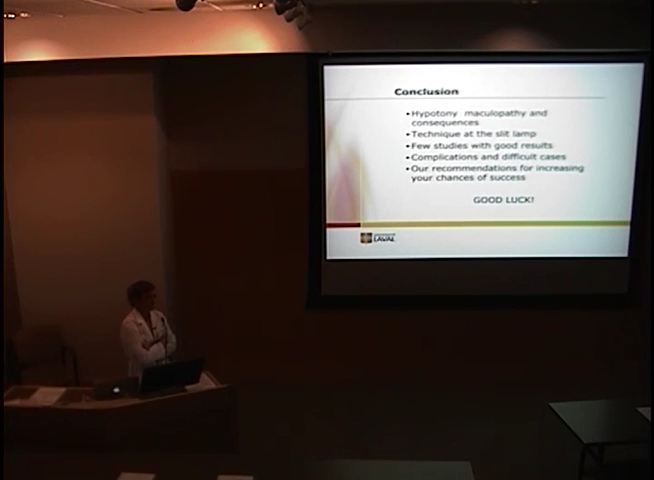 Conclusion
•Hypotony maculopathy and
consequences
•Technique at the slit lamp
•Few studies with good results
•Complications and difficult cases
•Our recommendations for increasing
your chances of success
GOOD LUCK!
LAVAL